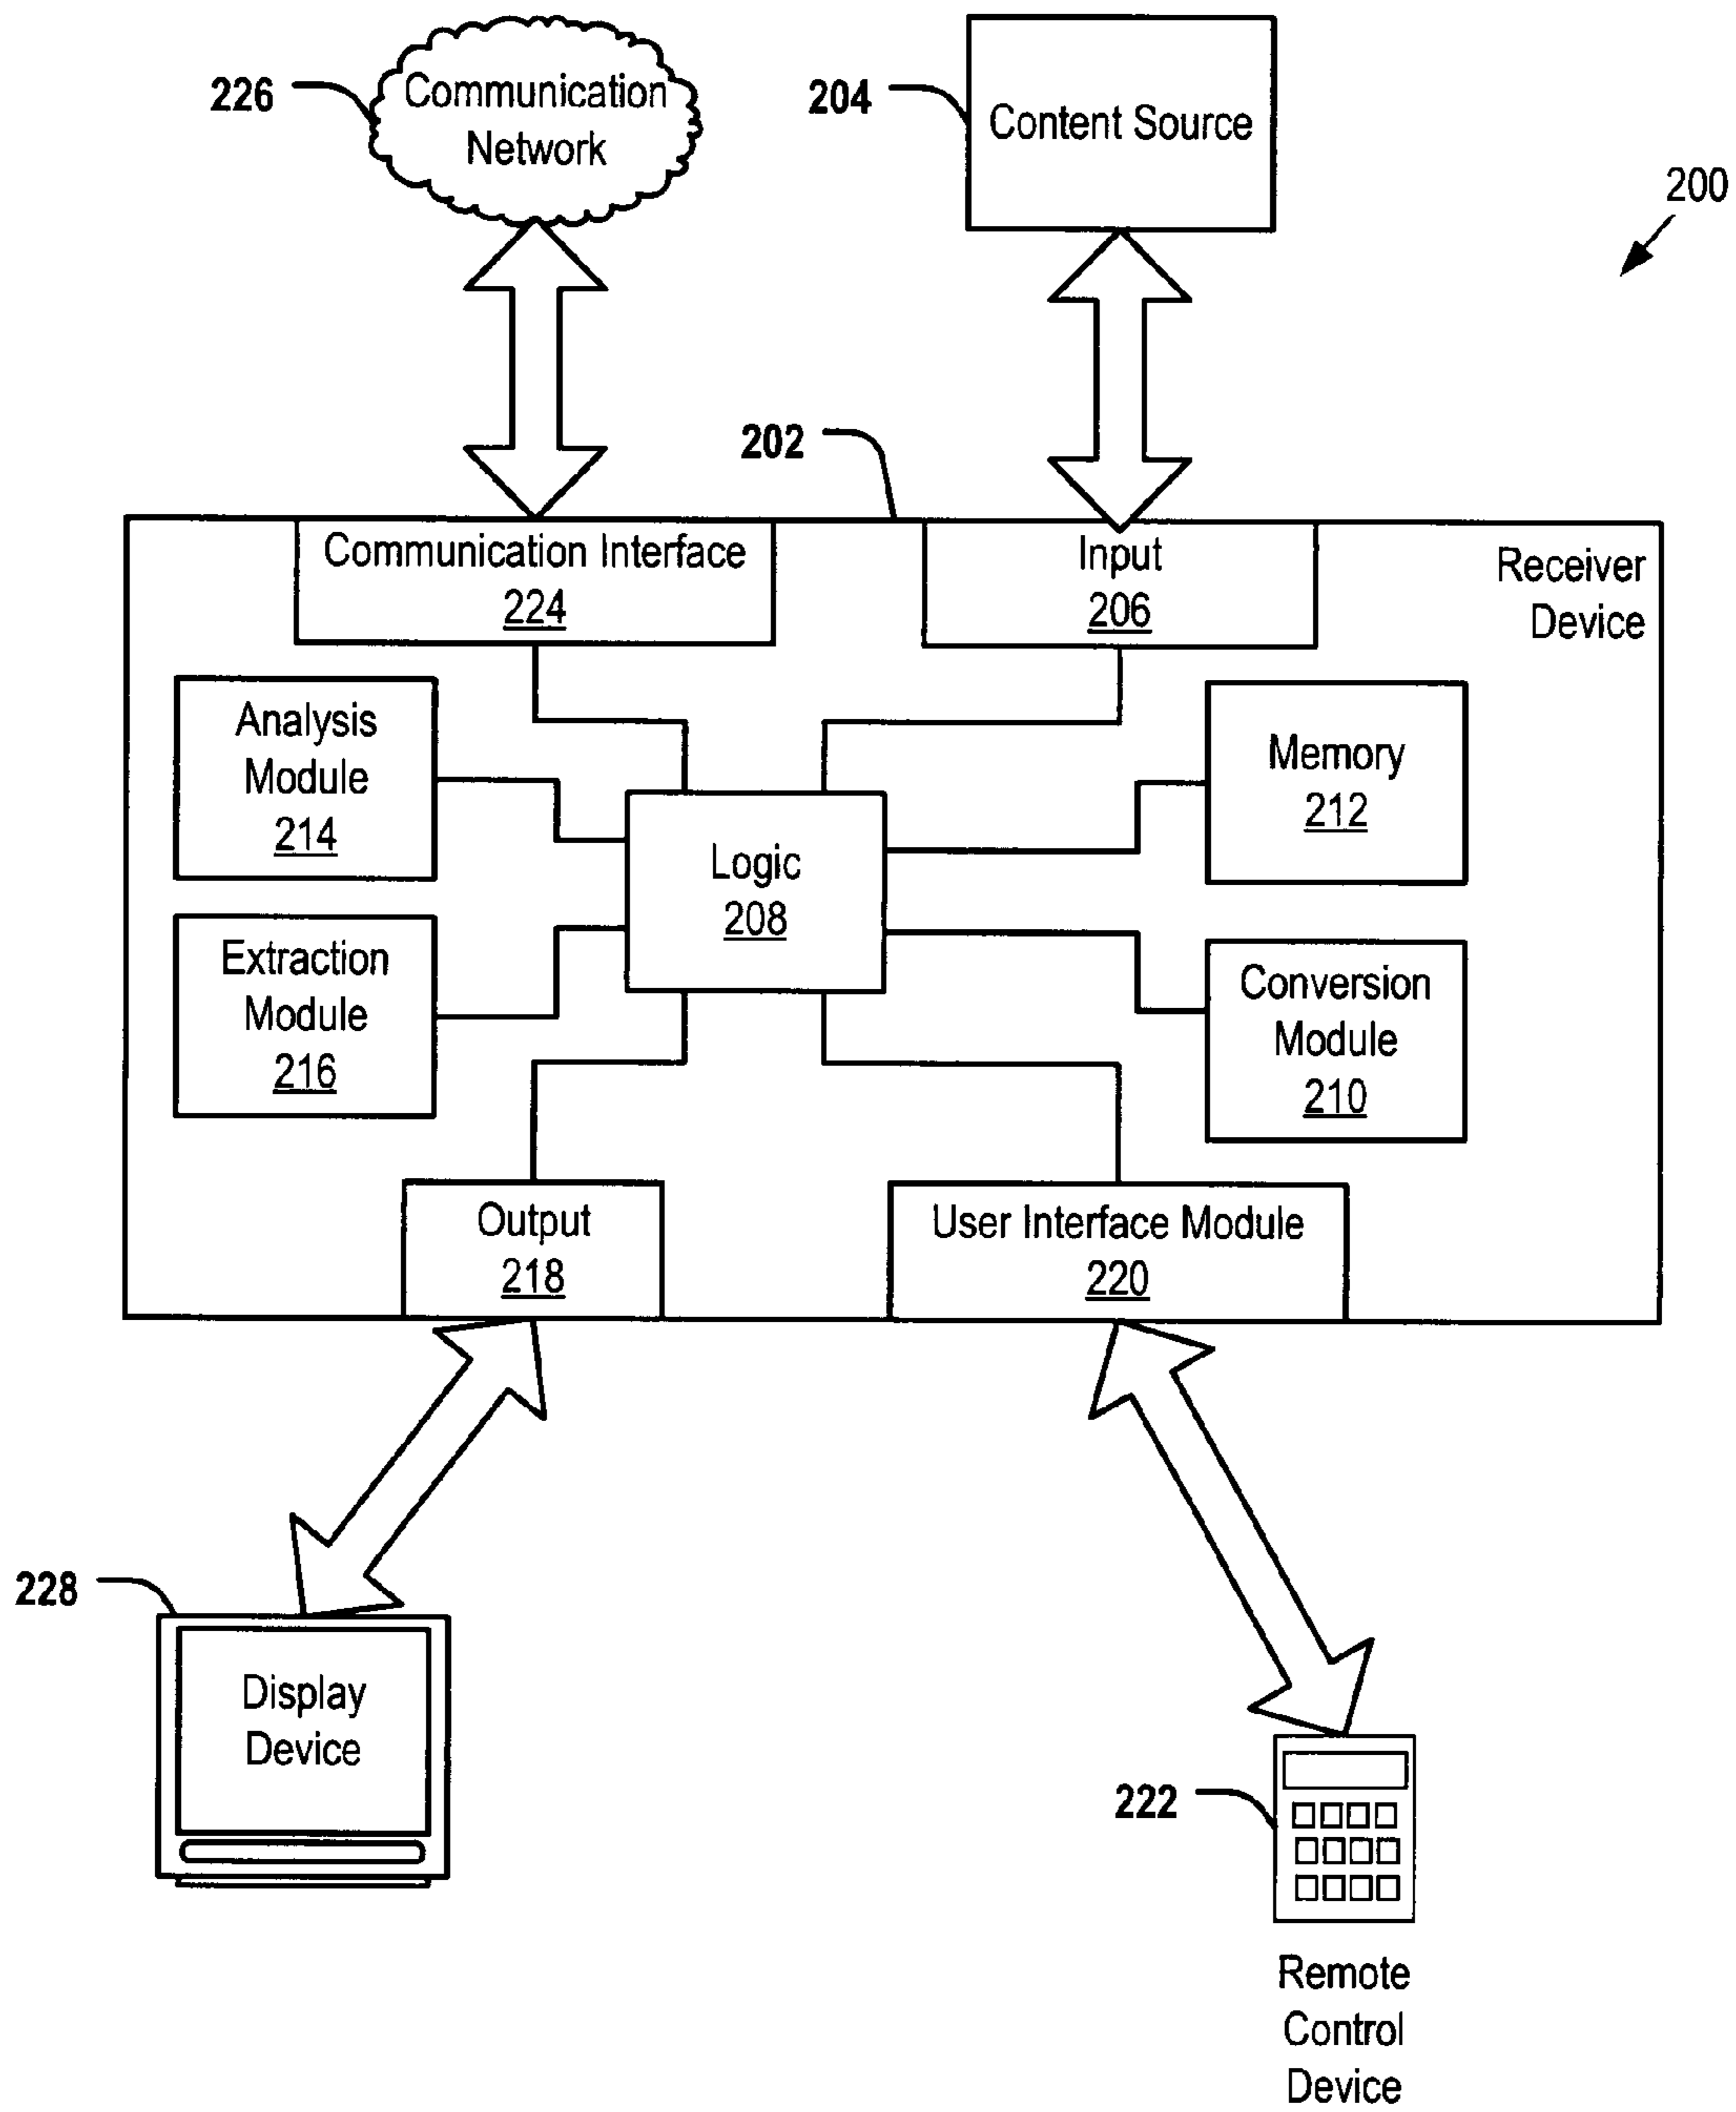 226
Communication
Network
204
Content Source
200
202
Communication Interface
224
Input
206
Receiver
Device
Analysis
Module
214
Memory
212
Logic
208
Extraction
Module
216
Conversion
Module
210
Output
218
User Interface Module
220
228
Display
Device
222
Remote
Control
Device